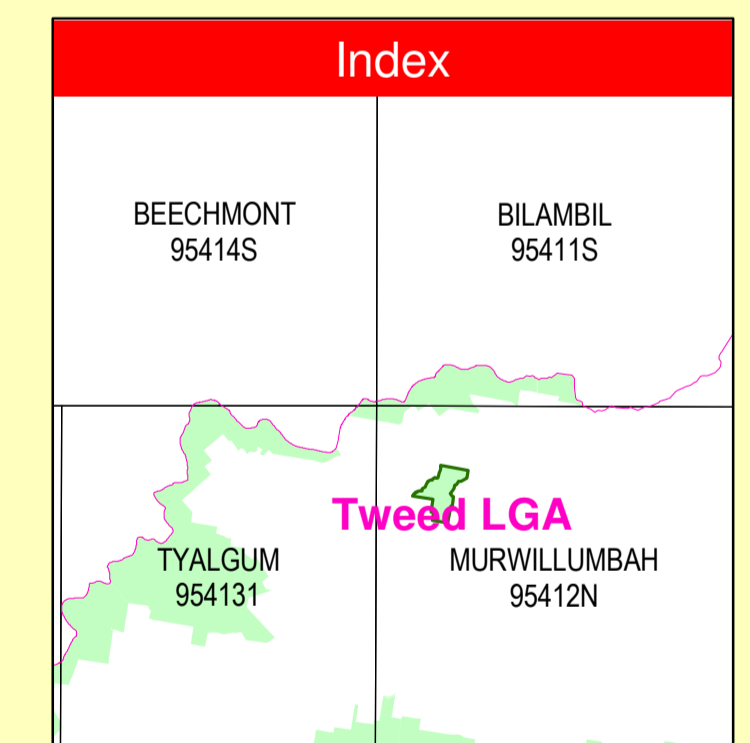 Index
BEECHMONT
95414S
BILAMBIL
95411S
Tweed LGA
TYALGUM
954131
MURWILLUMBAH
95412N